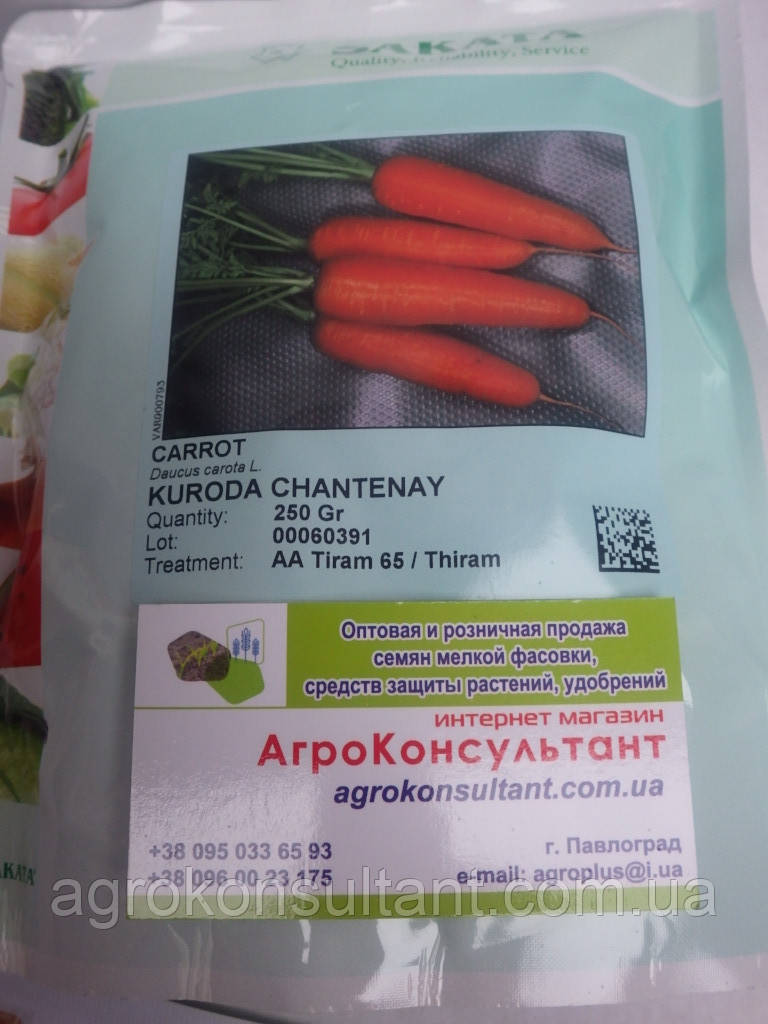 SAKATA
Quality, Reliability, Service
VAR000793
CARROT
Daucus carota L.
KURODA CHANTENAY
Quantity: 250 Gr
Lot: 00060391
Treatment: AA Tiram 65 / Thiram
Оптовая и розничная продажа
семян мелкой фасовки,
средств защиты растений, удобрений
интернет магазин
АгроКонсультант
agrokonsultant.com.ua
+38 095 033 65 93
г. Павлоград
+38 096 00 23 175
e-mail: agroplus@i.ua
agrokonsultant.com.ua
SAKATA